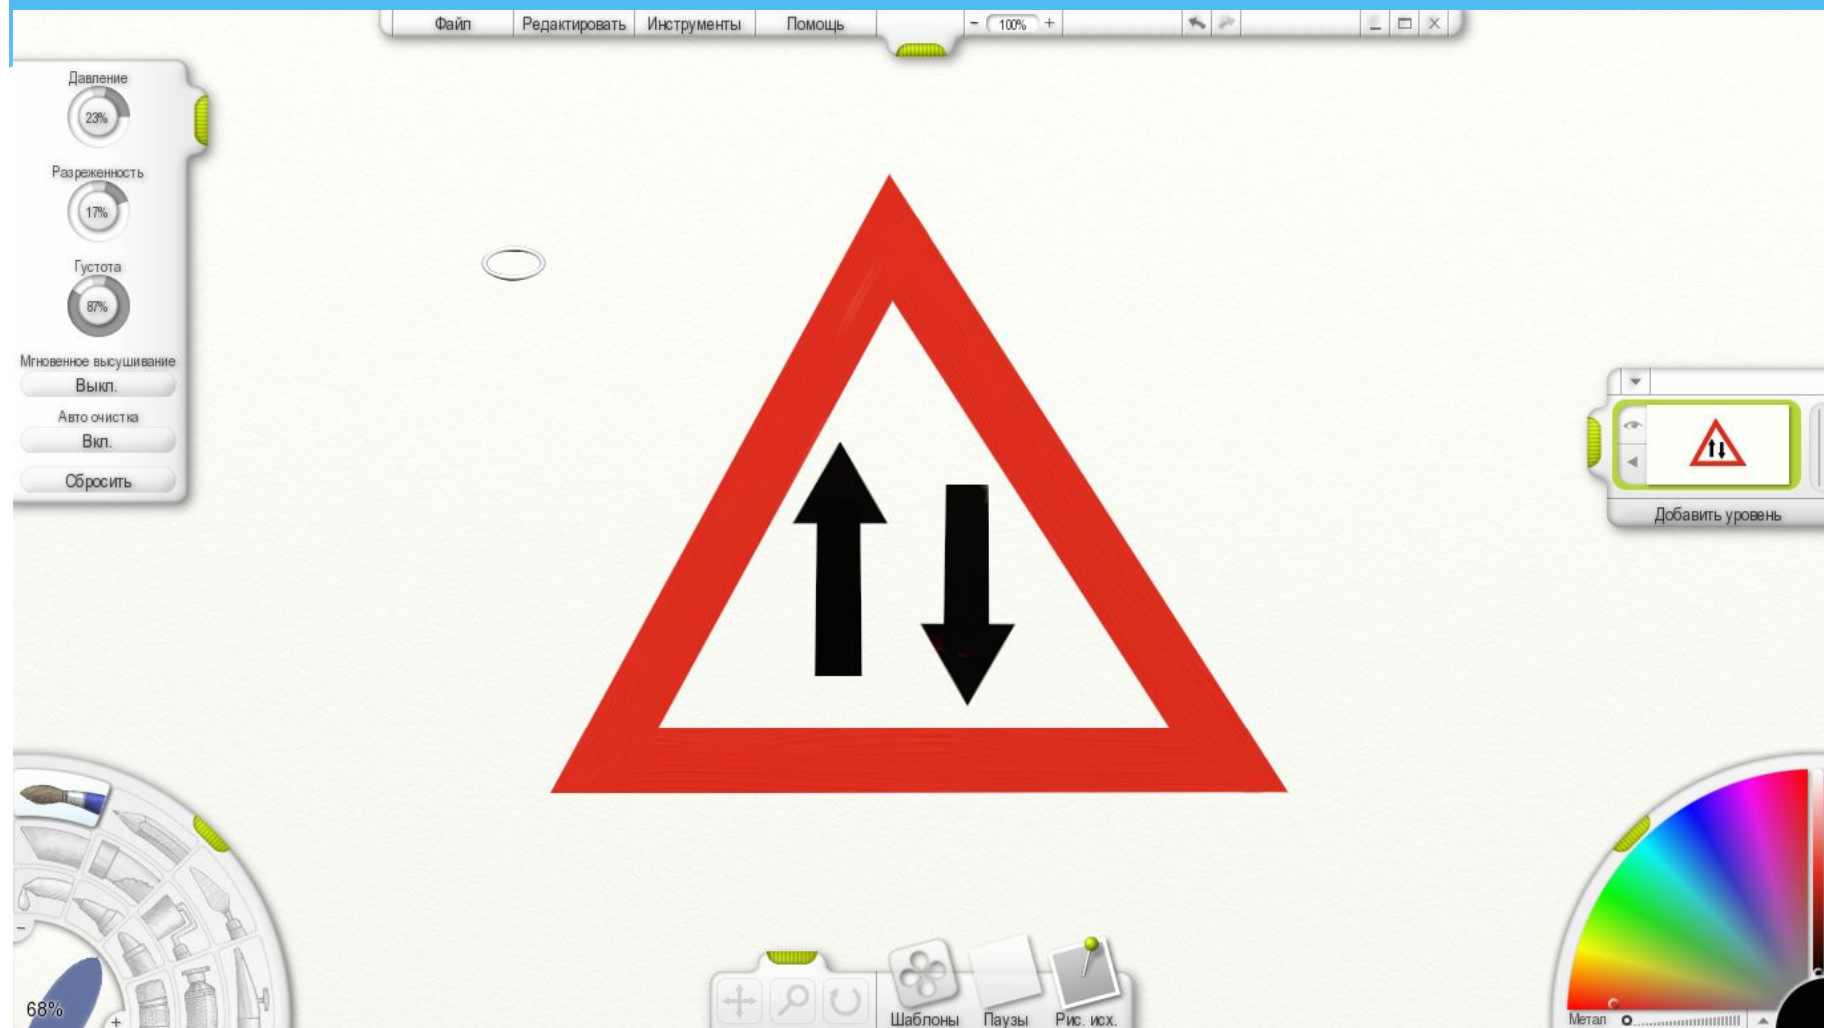 Файл Редактировать Инструменты Помощь - 100% +
Давление
23%
Разреженность
17%
Густота
87%
Мгновенное высушивание
Выкл.
Авто очистка
Вкл.
Сбросить
Добавить уровень
68%
Шаблоны Паузы Рис. исх.
Метал